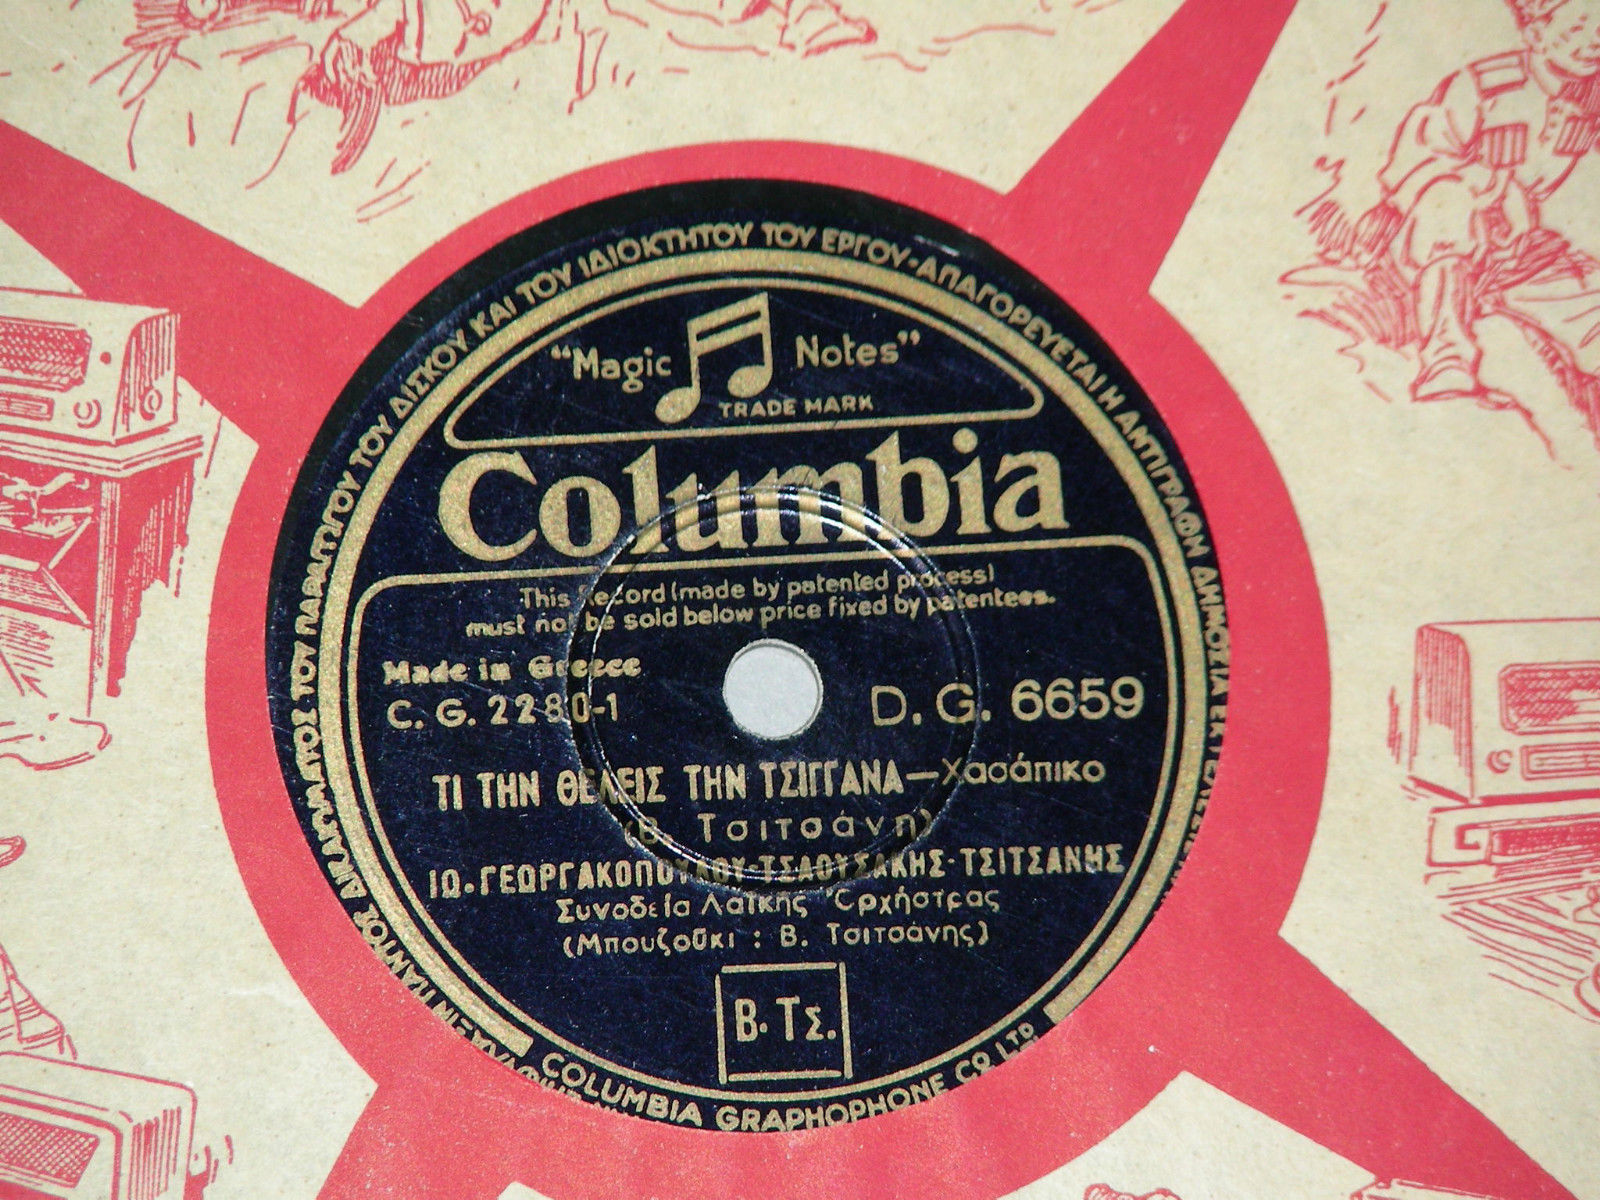 ΤΟΥ ΠΑΡΑΓΩΓΟΥ ΤΟΥ ΔΙΣΚΟΥ ΚΑΙ ΤΟΥ ΙΔΙΟΚΤΗΤΟΥ ΤΟΥ ΕΡΓΟΥ·ΑΠΑΓΟΡΕΥΕΤΑΙ Η ΑΝΤΙΓΡΑΦΗ ΔΗΜΟΣΙΑ
"Magic Notes"
TRADE MARK
Columbia
This Record (made by patented process)
must not be sold below price fixed by patentees.
Made in Greece
C. G. 2280-1
D. G. 6659
ΤΙ ΤΗΝ ΘΕΛΕΙΣ ΤΗΝ ΤΣΙΓΓΑΝΑ—Χασάπικο
(Β. Τσιτσάνη)
ΙΩ·ΓΕΩΡΓΑΚΟΠΟΥΛΟΥ·ΤΣΑΟΥΣΑΚΗΣ·ΤΣΙΤΣΑΝΗΣ
Συνοδεία Λαϊκής Ὀρχήστρας
(Μπουζοῦκι : Β. Τσιτσάνης)
Β. Τς.
COLUMBIA GRAPHOPHONE CO LTD